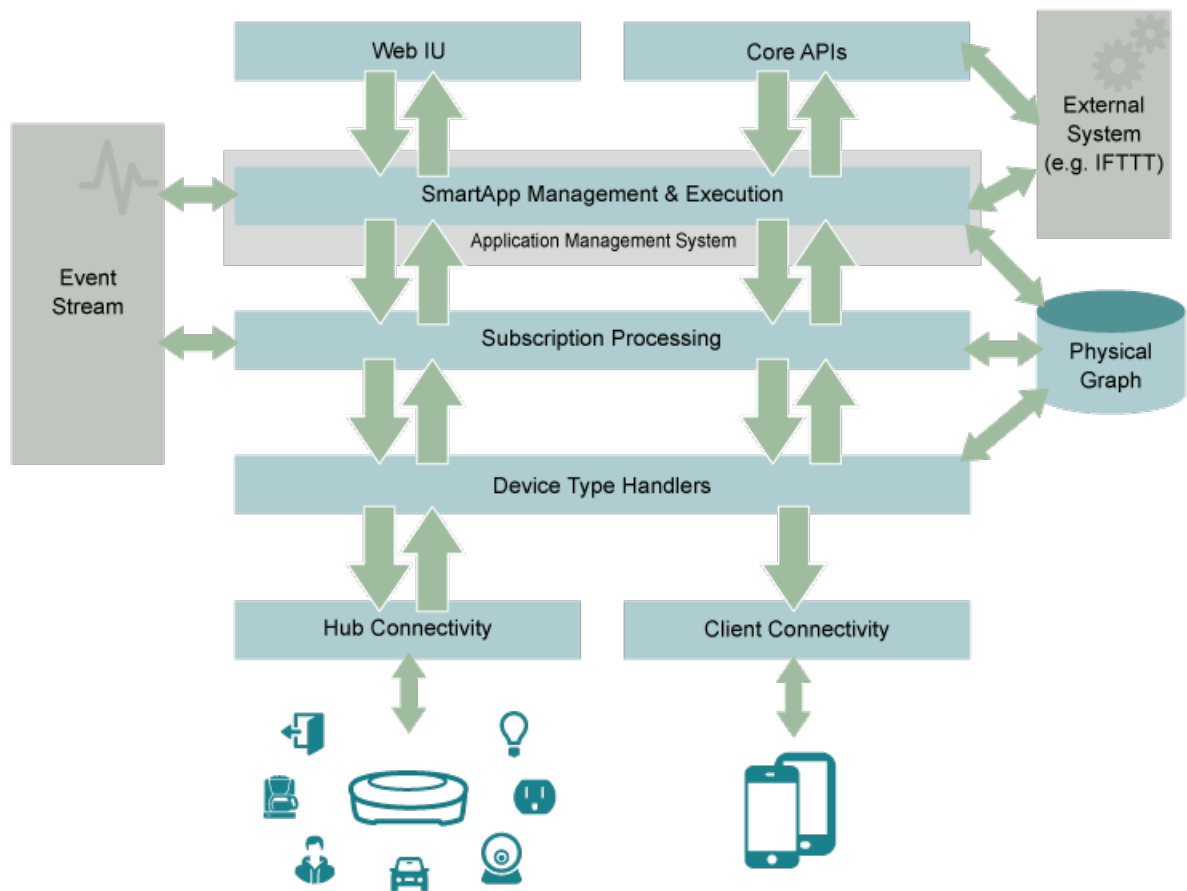 Web IU
Core APIs
External
System
(e.g. IFTTT)
SmartApp Management & Execution
Application Management System
Event
Stream
Subscription Processing
Physical
Graph
Device Type Handlers
Hub Connectivity
Client Connectivity